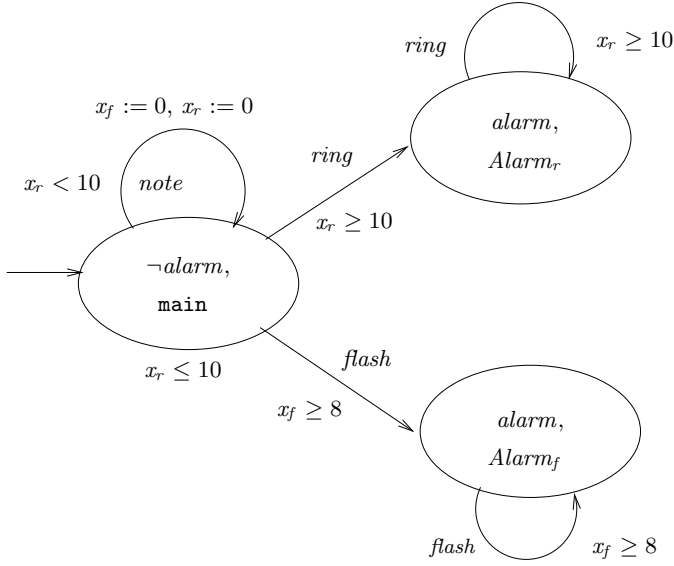 ring
x_r ≥ 10
x_f := 0, x_r := 0
alarm,
Alarm_r
ring
x_r < 10
note
x_r ≥ 10
¬alarm,
main
x_r ≤ 10
flash
x_f ≥ 8
alarm,
Alarm_f
flash
x_f ≥ 8